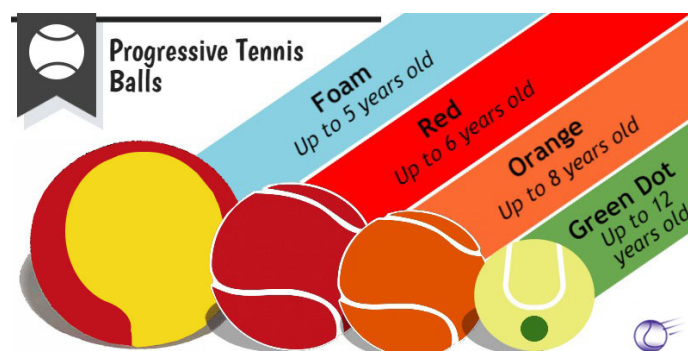 Progressive Tennis
Balls
Foam
Up to 5 years old
Red
Up to 6 years old
Orange
Up to 8 years old
Green Dot
Up to 12
years old